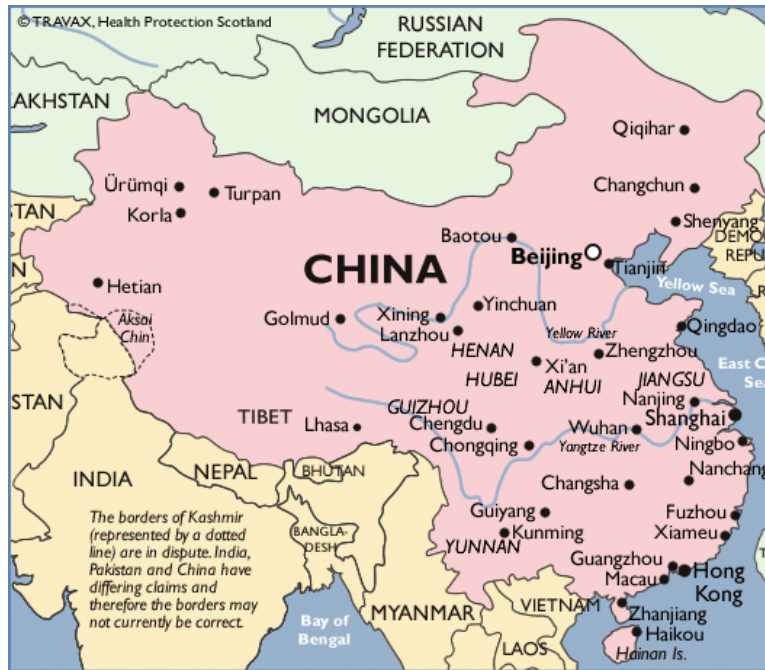 © TRAVAX, Health Protection Scotland
RUSSIAN
FEDERATION
AKHSTAN
MONGOLIA
Qiqihar
Changchun
Ürümqi
Turpan
Korla
STAN
Shenyang
DEMO
REPU
Baotou
Beijing
Tianjin
CHINA
Yellow Sea
N
Hetian
Aksai
Chin
Golmud
Xining
Yinchuan
Lanzhou
Yellow River
Qingdao
R
HENAN
Zhengzhou
East C
Sea
Xi'an
HUBEI
ANHUI
JIANGSU
STAN
TIBET
GUIZHOU
Nanjing
Shanghai
Lhasa
Chengdu
Wuhan
Chongqing
Yangtze River
Ningbo
INDIA
NEPAL
BHUTAN
Nanchang
Changsha
The borders of Kashmir
(represented by a dotted
line) are in dispute. India,
Pakistan and China have
differing claims and
therefore the borders may
not currently be correct.
BANGLA-
DESH
Guiyang
Fuzhou
Kunming
Xiameu
YUNNAN
Guangzhou
Hong
Kong
Macau
MYANMAR
VIETNAM
Zhanjiang
Bay of
Bengal
Haikou
LAOS
Hainan Is.
T